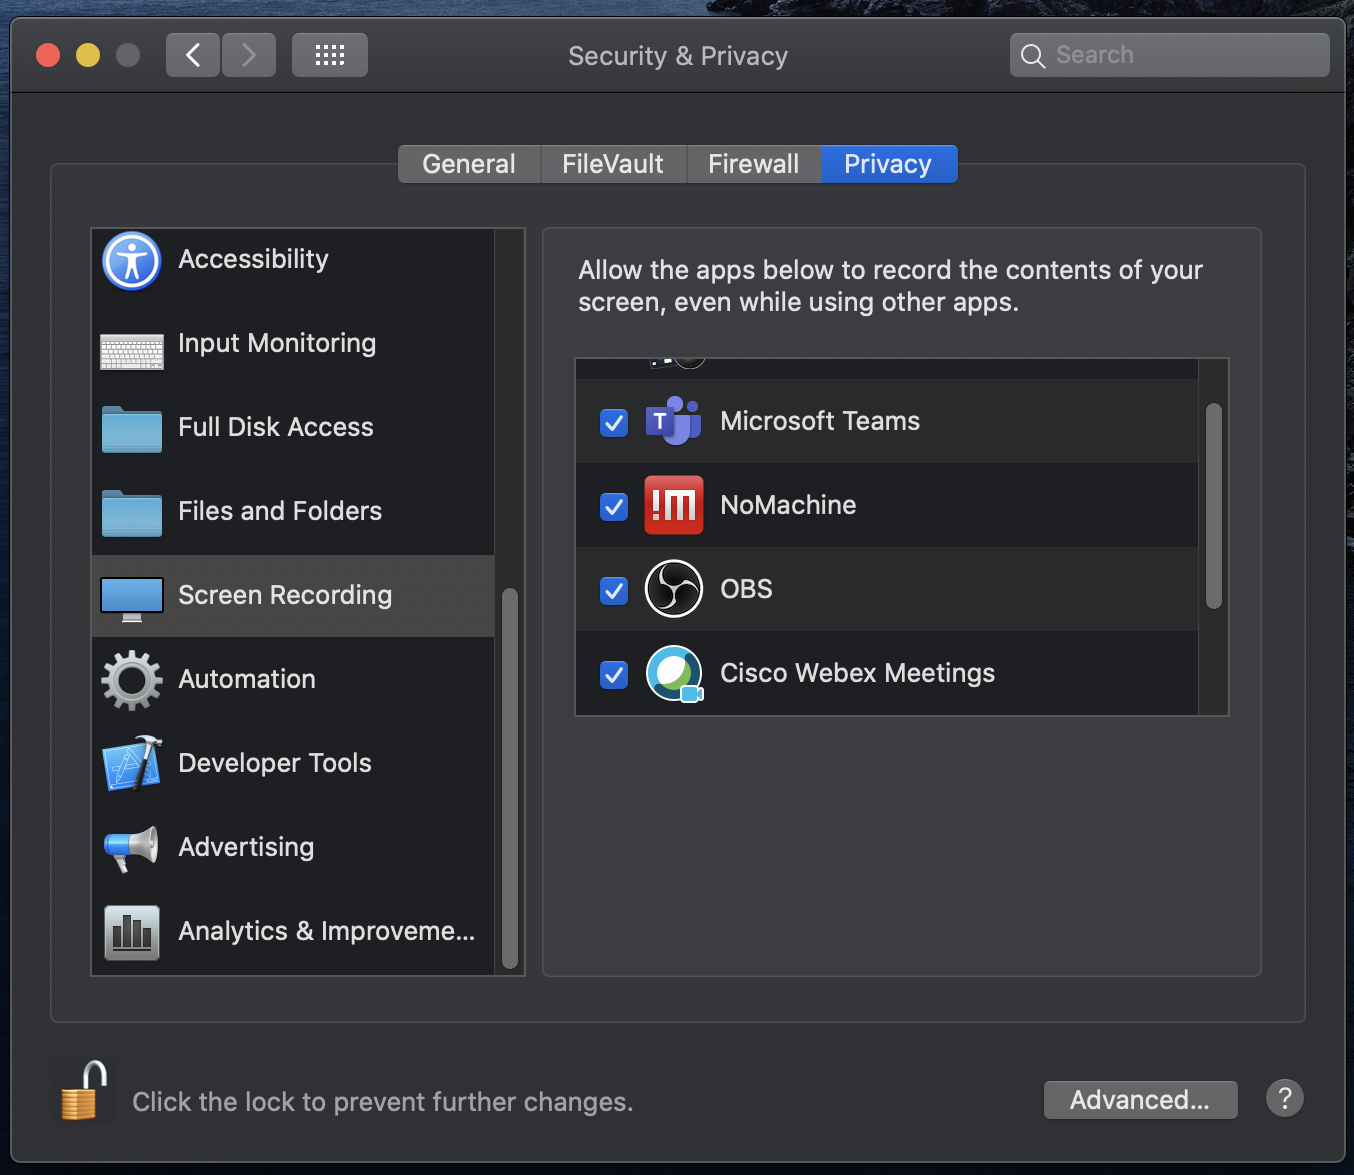 Security & Privacy
Search
General
FileVault
Firewall
Privacy
Accessibility
Input Monitoring
Full Disk Access
Files and Folders
Screen Recording
Automation
Developer Tools
Advertising
Analytics & Improveme...
Allow the apps below to record the contents of your
screen, even while using other apps.
T
Microsoft Teams
!m
NoMachine
OBS
Cisco Webex Meetings
Click the lock to prevent further changes.
Advanced...
?